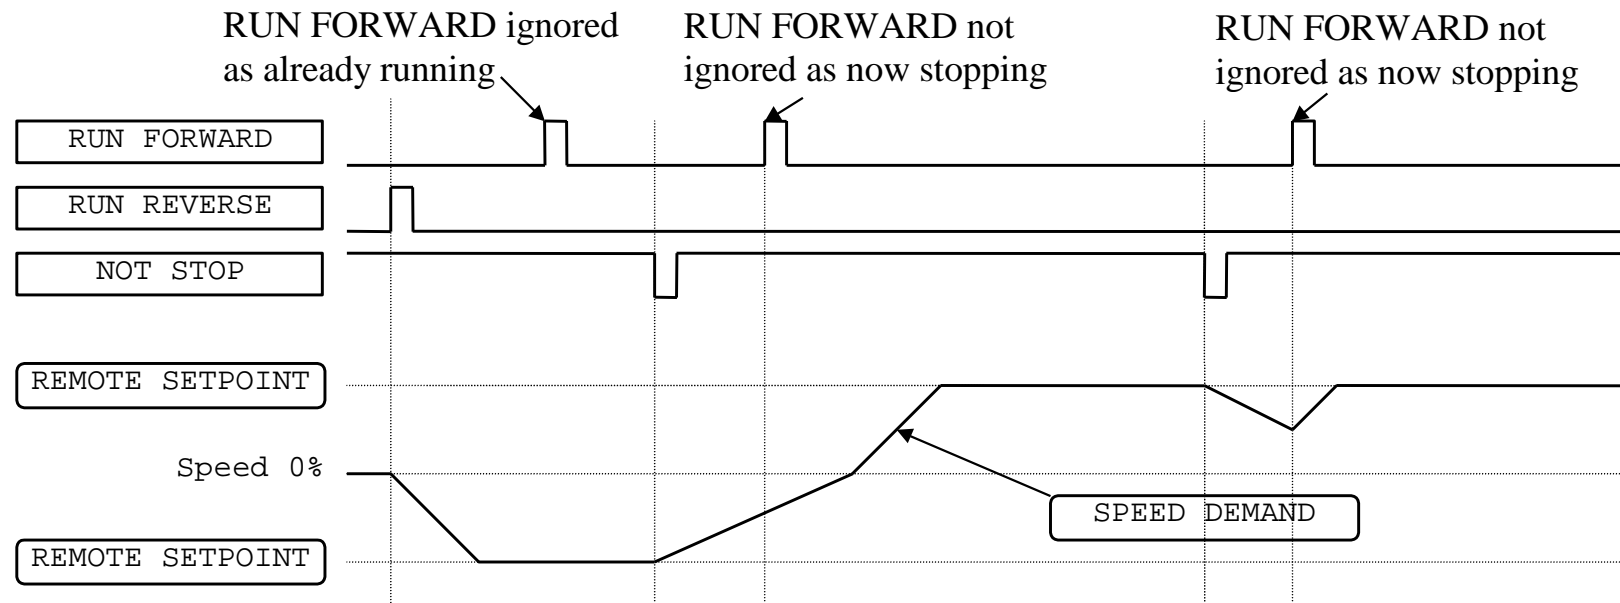 RUN FORWARD ignored
as already running
RUN FORWARD not
ignored as now stopping
RUN FORWARD not
ignored as now stopping
RUN FORWARD
RUN REVERSE
NOT STOP
REMOTE SETPOINT
Speed 0%
SPEED DEMAND
REMOTE SETPOINT